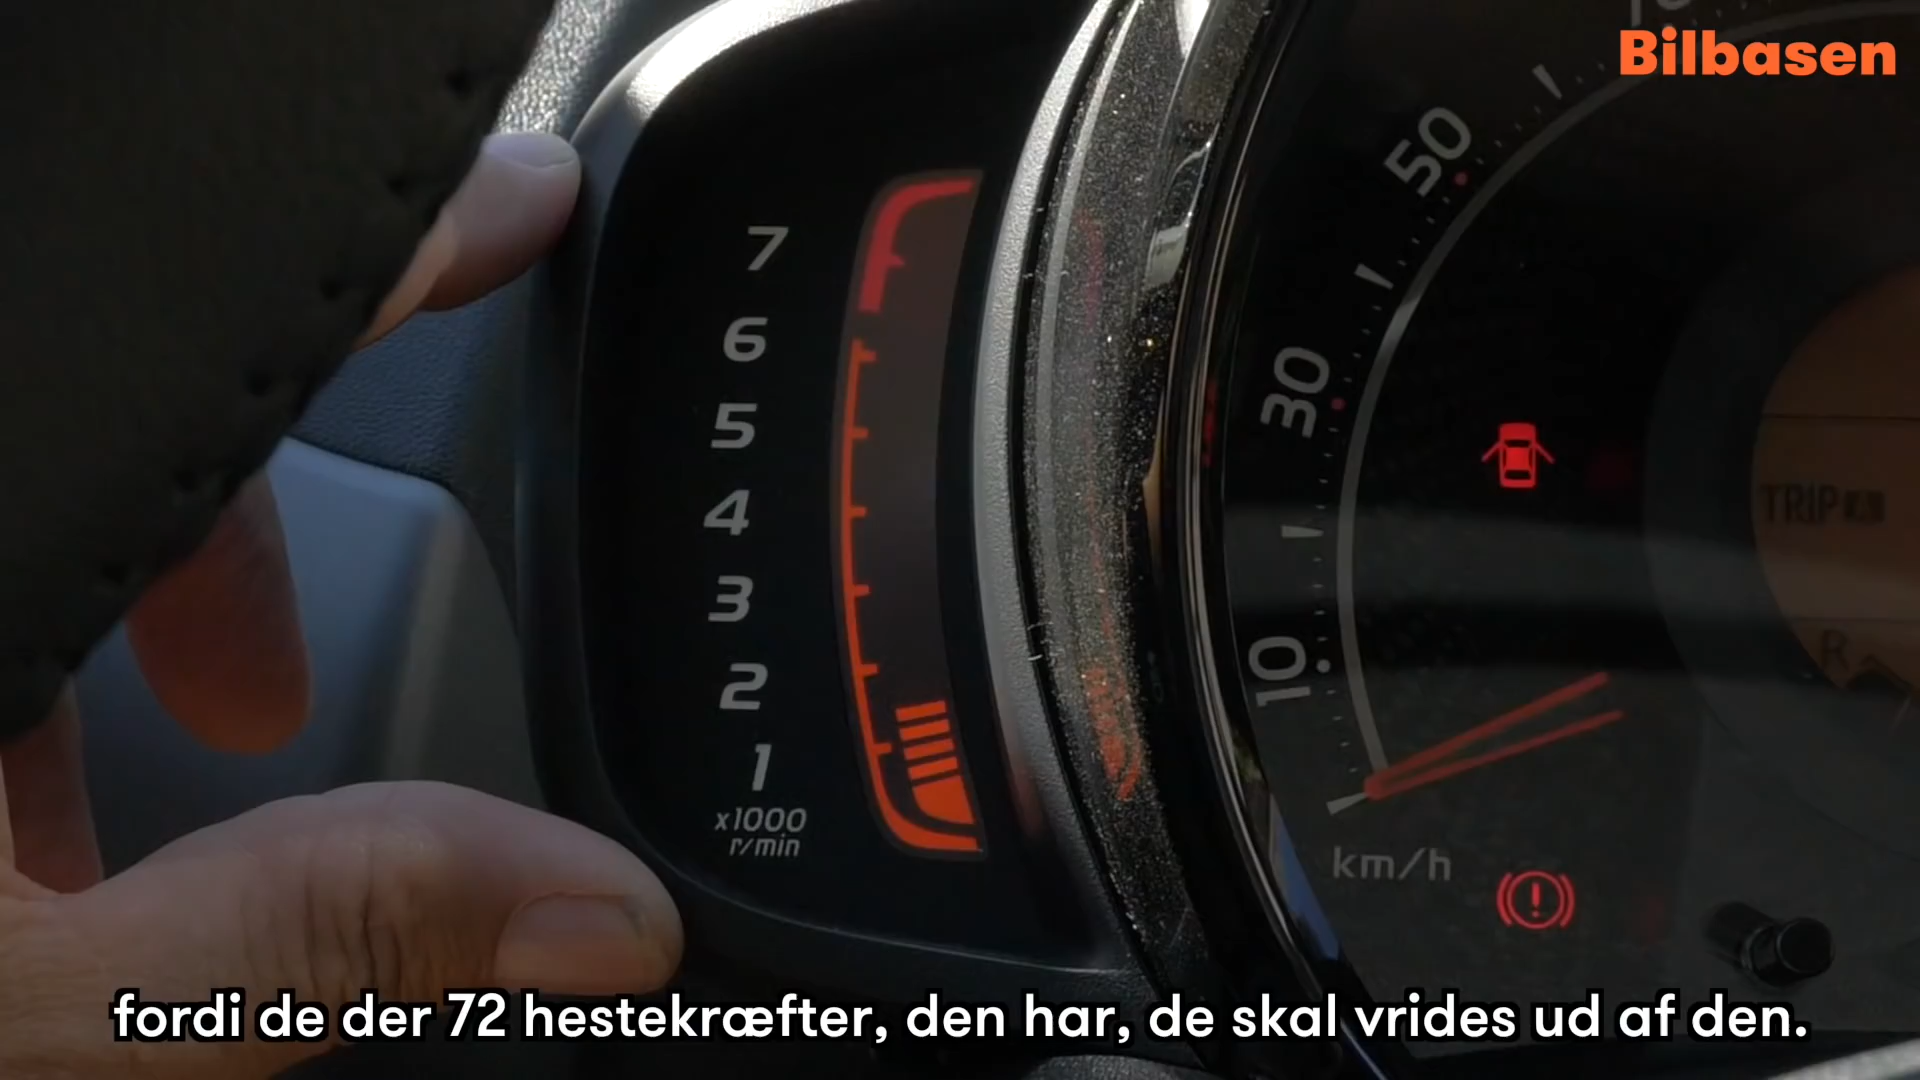 Bilbasen
7
6
5
4
3
2
1
x1000
r/min
50
30
10
km/h
TRIP
R
fordi de der 72 hestekræfter, den har, de skal vrides ud af den.